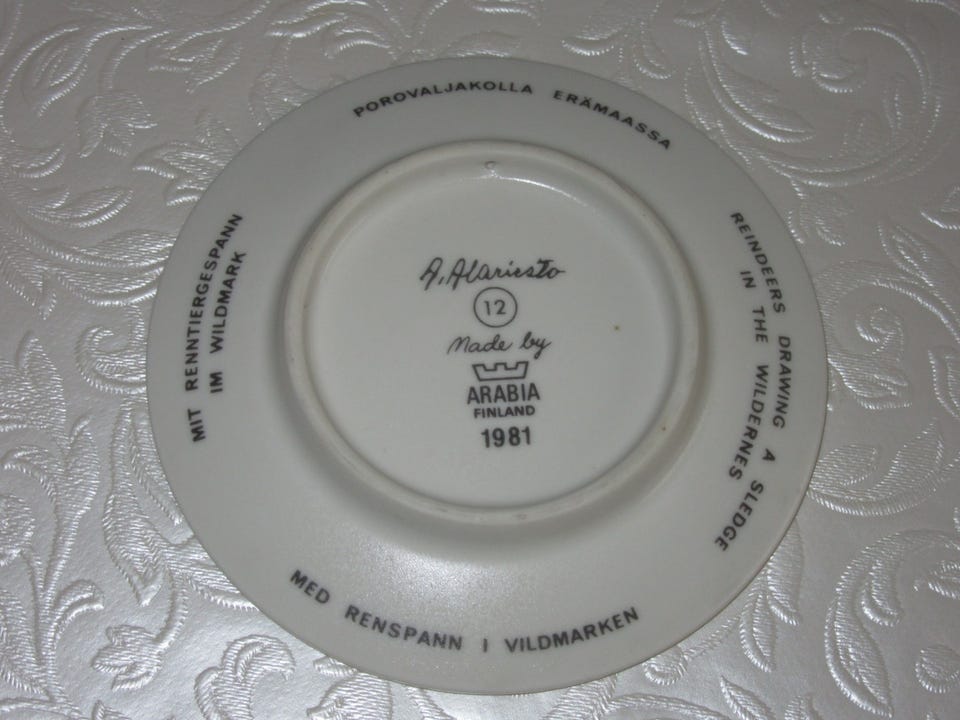 POROVALJAKOLLA ERÄMAASSA
REINDEERS DRAWING A SLEDGE
IN THE WILDERNES
MED RENSPANN I VILDMARKEN
MIT RENNTIERGESPANN
IM WILDMARK
A. Alariesto
12
Made by
ARABIA
FINLAND
1981